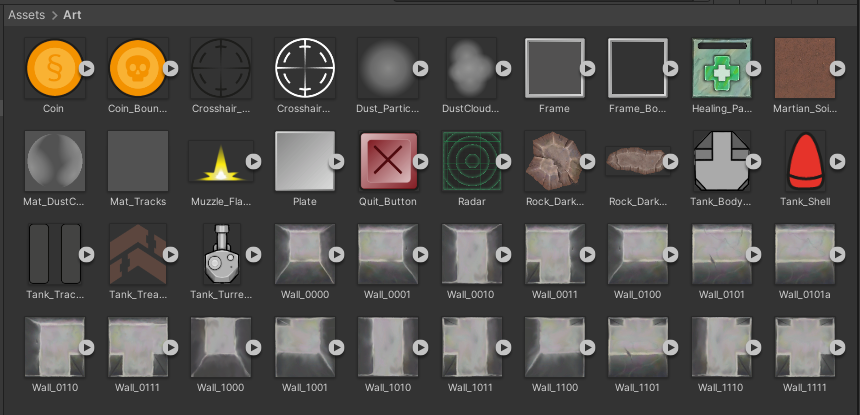 Assets > Art
Coin Coin_Boun... Crosshair_... Crosshair... Dust_Partic... DustCloud... Frame Frame_Bo... Healing_Pa... Martian_Soi...
Mat_DustC... Mat_Tracks Muzzle_Fla... Plate Quit_Button Radar Rock_Dark... Rock_Dark... Tank_Body... Tank_Shell
Tank_Trac... Tank_Trea... Tank_Turre... Wall_0000 Wall_0001 Wall_0010 Wall_0011 Wall_0100 Wall_0101 Wall_0101a
Wall_0110 Wall_0111 Wall_1000 Wall_1001 Wall_1010 Wall_1011 Wall_1100 Wall_1101 Wall_1110 Wall_1111